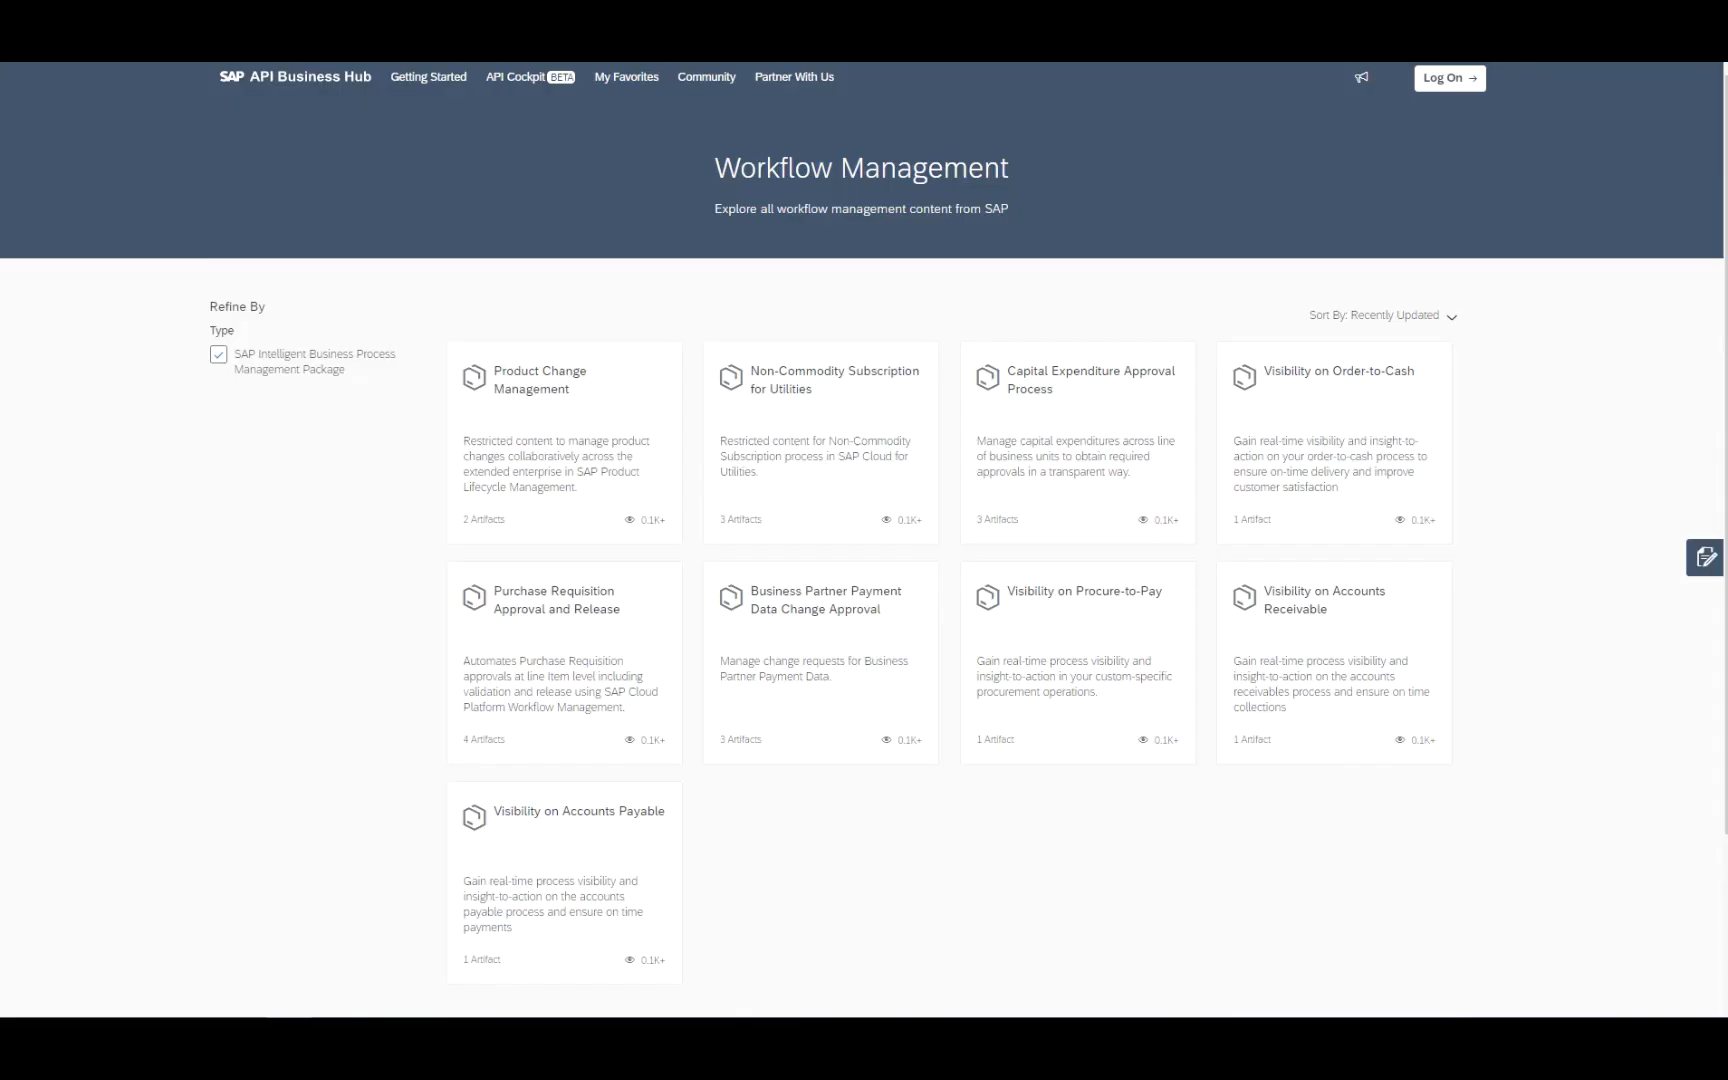 SAP API Business Hub Getting Started API Cockpit BETA My Favorites Community Partner With Us Log On →
Workflow Management
Explore all workflow management content from SAP
Refine By
Type
SAP Intelligent Business Process
Management Package
Sort By: Recently Updated
Product Change
Management
Restricted content to manage product
changes collaboratively across the
extended enterprise in SAP Product
Lifecycle Management.
2 Artifacts 0.1K+
Non-Commodity Subscription
for Utilities
Restricted content for Non-Commodity
Subscription process in SAP Cloud for
Utilities.
3 Artifacts 0.1K+
Capital Expenditure Approval
Process
Manage capital expenditures across line
of business units to obtain required
approvals in a transparent way.
3 Artifacts 0.1K+
Visibility on Order-to-Cash
Gain real-time visibility and insight-to-
action on your order-to-cash process to
ensure on-time delivery and improve
customer satisfaction
1 Artifact 0.1K+
Purchase Requisition
Approval and Release
Automates Purchase Requisition
approvals at line Item level including
validation and release using SAP Cloud
Platform Workflow Management.
4 Artifacts 0.1K+
Business Partner Payment
Data Change Approval
Manage change requests for Business
Partner Payment Data.
3 Artifacts 0.1K+
Visibility on Procure-to-Pay
Gain real-time process visibility and
insight-to-action in your custom-specific
procurement operations.
1 Artifact 0.1K+
Visibility on Accounts
Receivable
Gain real-time process visibility and
insight-to-action on the accounts
receivables process and ensure on time
collections
1 Artifact 0.1K+
Visibility on Accounts Payable
Gain real-time process visibility and
insight-to-action on the accounts
payable process and ensure on time
payments
1 Artifact 0.1K+